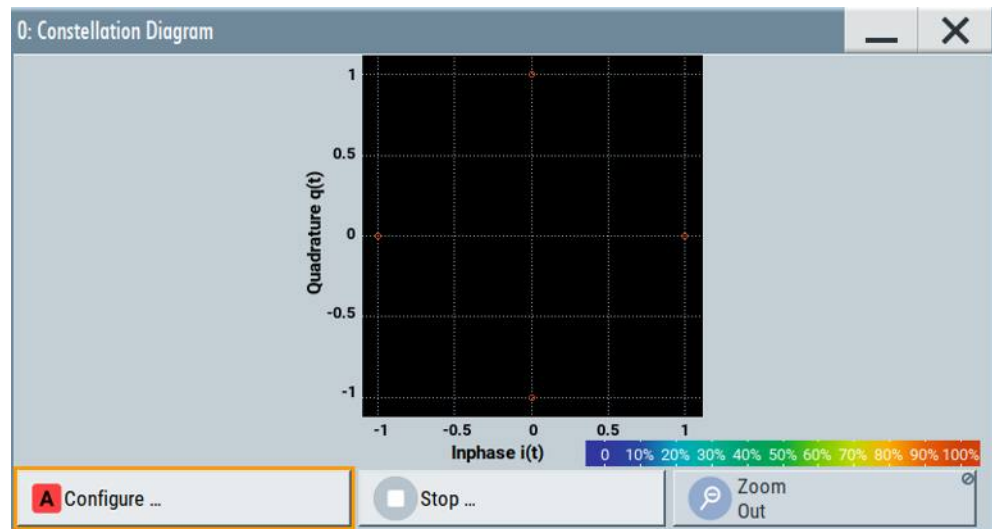 0: Constellation Diagram
1
0.5
0
-0.5
-1
Quadrature q(t)
-1 -0.5 0 0.5 1
Inphase i(t)
0 10% 20% 30% 40% 50% 60% 70% 80% 90% 100%
A Configure ...
Stop ...
Zoom
Out